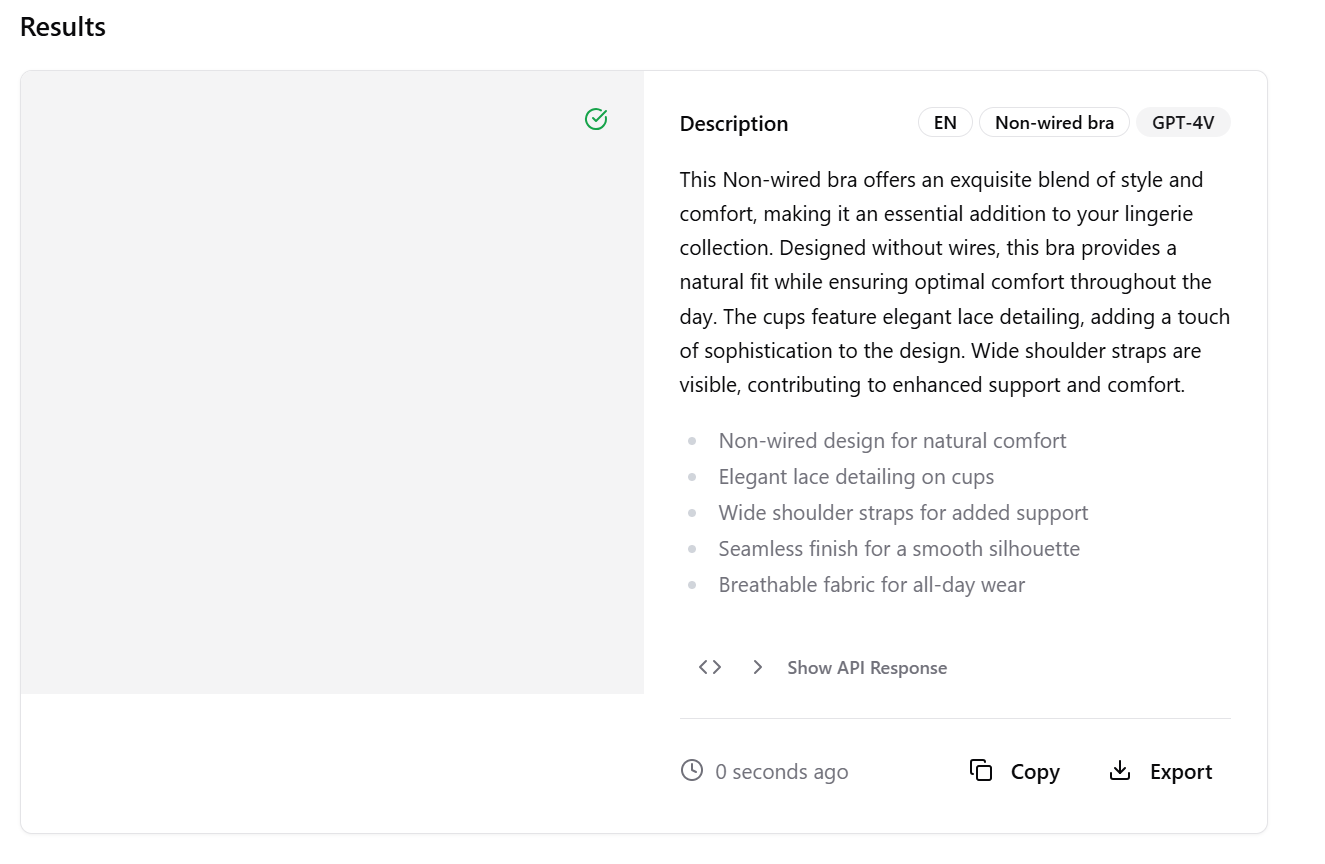 Results
Description
EN
Non-wired bra
GPT-4V
This Non-wired bra offers an exquisite blend of style and
comfort, making it an essential addition to your lingerie
collection. Designed without wires, this bra provides a
natural fit while ensuring optimal comfort throughout the
day. The cups feature elegant lace detailing, adding a touch
of sophistication to the design. Wide shoulder straps are
visible, contributing to enhanced support and comfort.
Non-wired design for natural comfort
Elegant lace detailing on cups
Wide shoulder straps for added support
Seamless finish for a smooth silhouette
Breathable fabric for all-day wear
Show API Response
0 seconds ago
Copy
Export